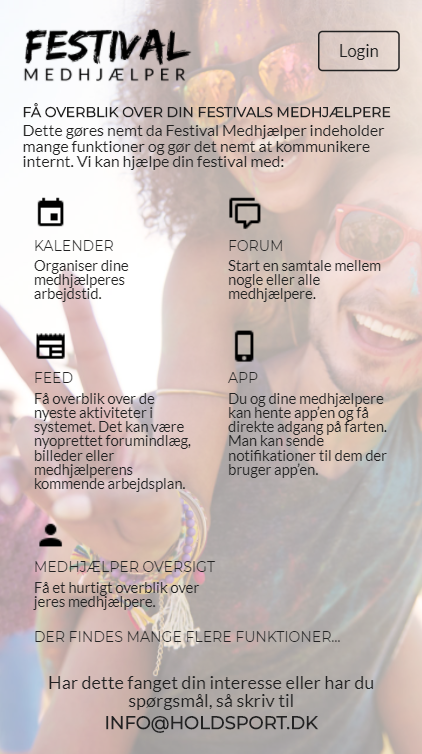 FESTIVAL
MEDHJÆLPER
Login
FÅ OVERBLIK OVER DIN FESTIVALS MEDHJÆLPERE
Dette gøres nemt da Festival Medhjælper indeholder
mange funktioner og gør det nemt at kommunikere
internt. Vi kan hjælpe din festival med:
KALENDER
Organiser dine
medhjælperes
arbejdstid.
FORUM
Start en samtale mellem
nogle eller alle
medhjælpere.
FEED
Få overblik over de
nyeste aktiviteter i
systemet. Det kan være
nyoprettet forumindlæg,
billeder eller
medhjælperens
kommende arbejdsplan.
APP
Du og dine medhjælpere
kan hente app'en og få
direkte adgang på farten.
Man kan sende
notifikationer til dem der
bruger app'en.
MEDHJÆLPER OVERSIGT
Få et hurtigt overblik over
jeres medhjælpere.
DER FINDES MANGE FLERE FUNKTIONER...
Har dette fanget din interesse eller har du
spørgsmål, så skriv til
INFO@HOLDSPORT.DK